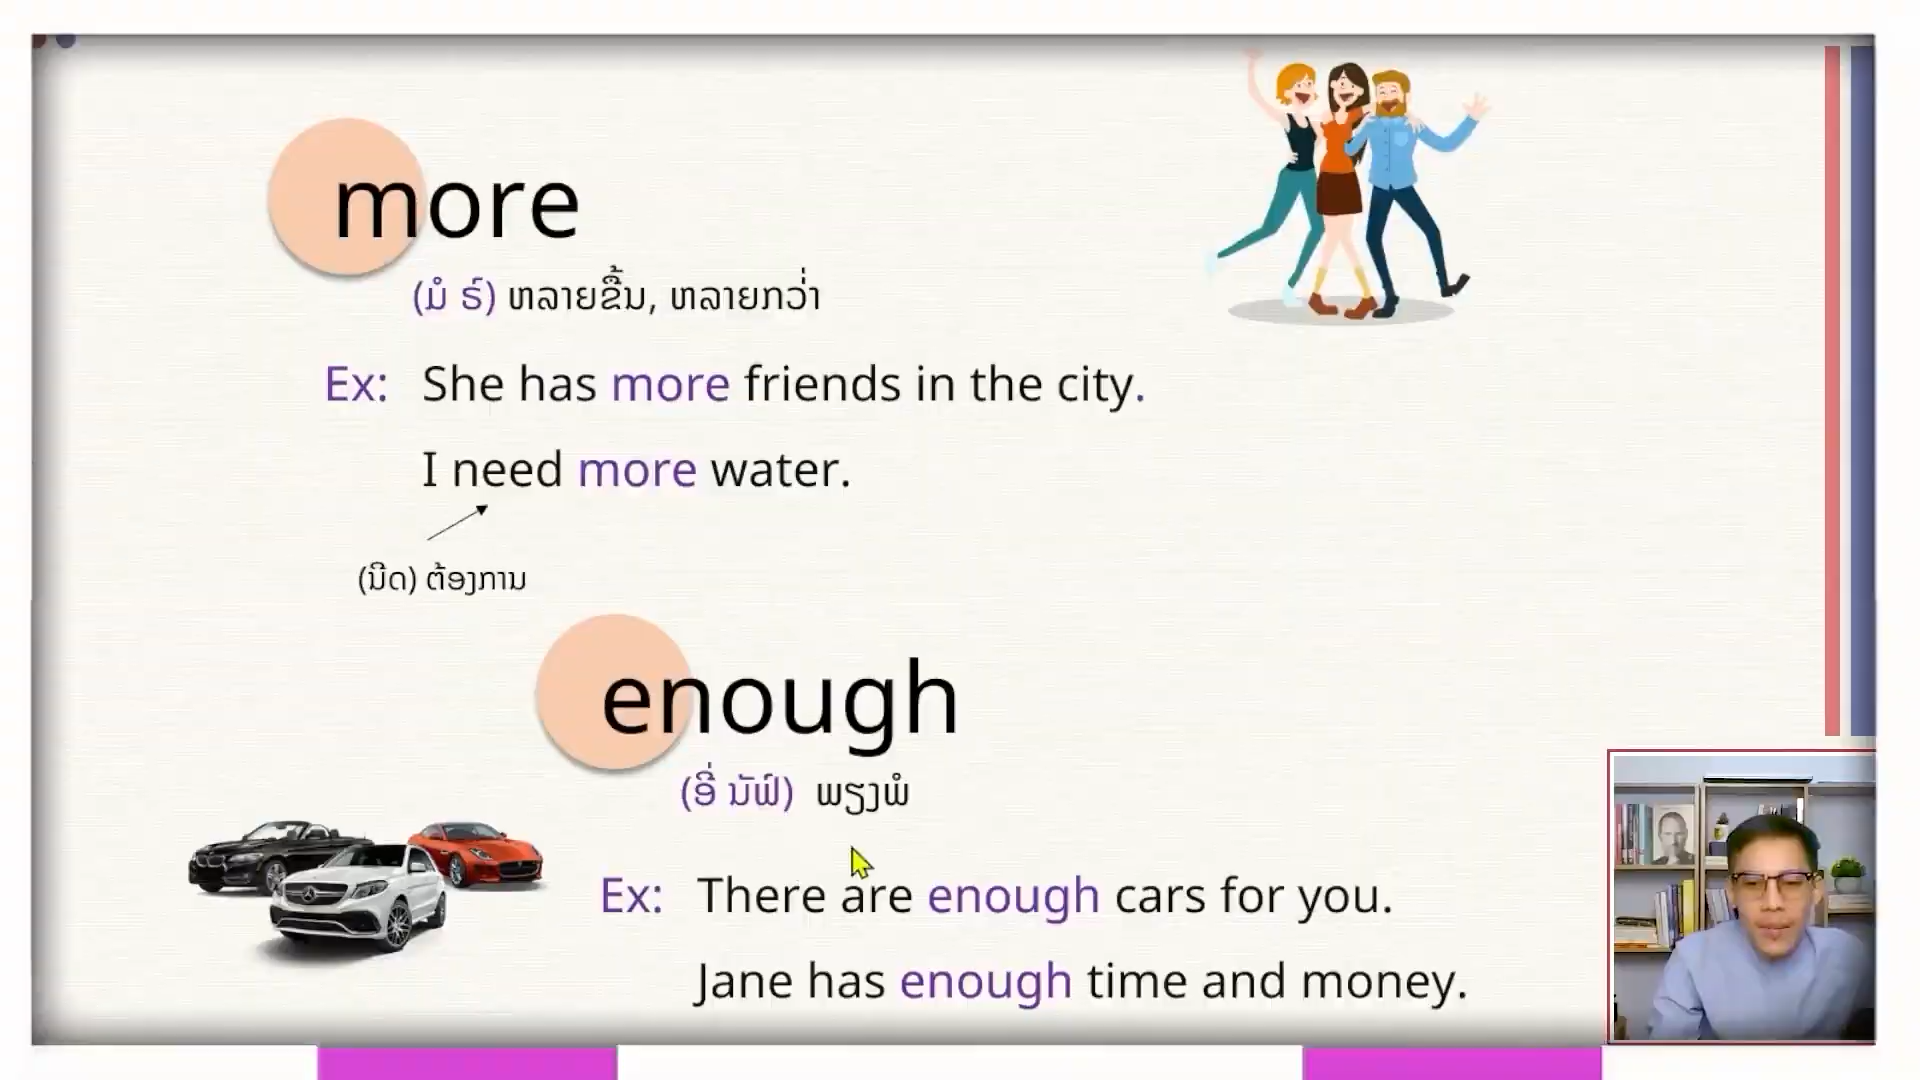 more
(ມໍ ຣ໌) ຫລາຍຂື້ນ, ຫລາຍກວ່າ
Ex: She has more friends in the city.
I need more water.
(ນີດ) ຕ້ອງການ
enough
(ອີ່ ນັຟ໌) ພຽງພໍ
Ex: There are enough cars for you.
Jane has enough time and money.